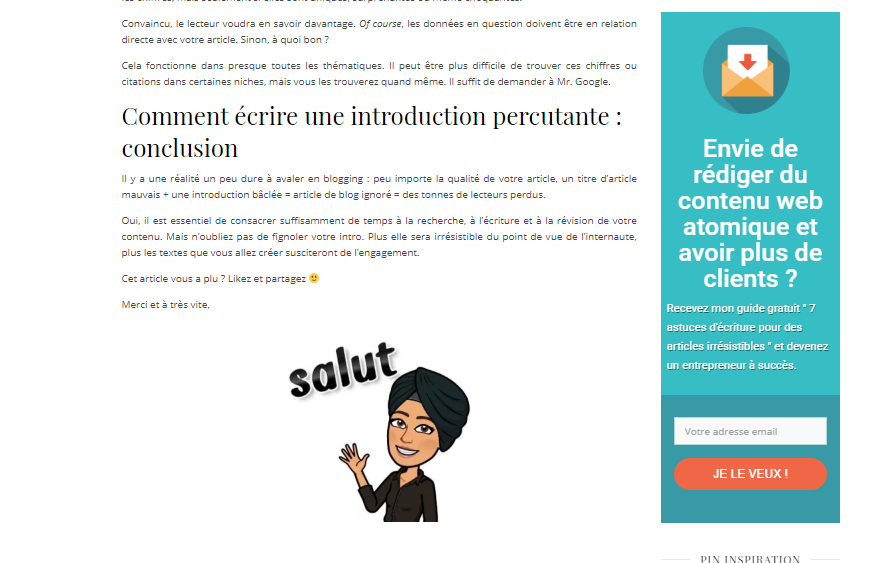 Convaincu, le lecteur voudra en savoir davantage. Of course, les données en question doivent être en relation
directe avec votre article. Sinon, à quoi bon ?
Cela fonctionne dans presque toutes les thématiques. Il peut être plus difficile de trouver ces chiffres ou
citations dans certaines niches, mais vous les trouverez quand même. Il suffit de demander à Mr. Google.
Comment écrire une introduction percutante :
conclusion
Il y a une réalité un peu dure à avaler en blogging : peu importe la qualité de votre article, un titre d'article
mauvais + une introduction bâclée = article de blog ignoré = des tonnes de lecteurs perdus.
Oui, il est essentiel de consacrer suffisamment de temps à la recherche, à l'écriture et à la révision de votre
contenu. Mais n'oubliez pas de fignoler votre intro. Plus elle sera irrésistible du point de vue de l'internaute,
plus les textes que vous allez créer susciteront de l'engagement.
Cet article vous a plu ? Likez et partagez 🙂
Merci et à très vite,
salut
Envie de
rédiger du
contenu web
atomique et
avoir plus de
clients ?
Recevez mon guide gratuit " 7
astuces d'écriture pour des
articles irrésistibles " et devenez
un entrepreneur à succès.
Votre adresse email
JE LE VEUX !
PIN INSPIRATION